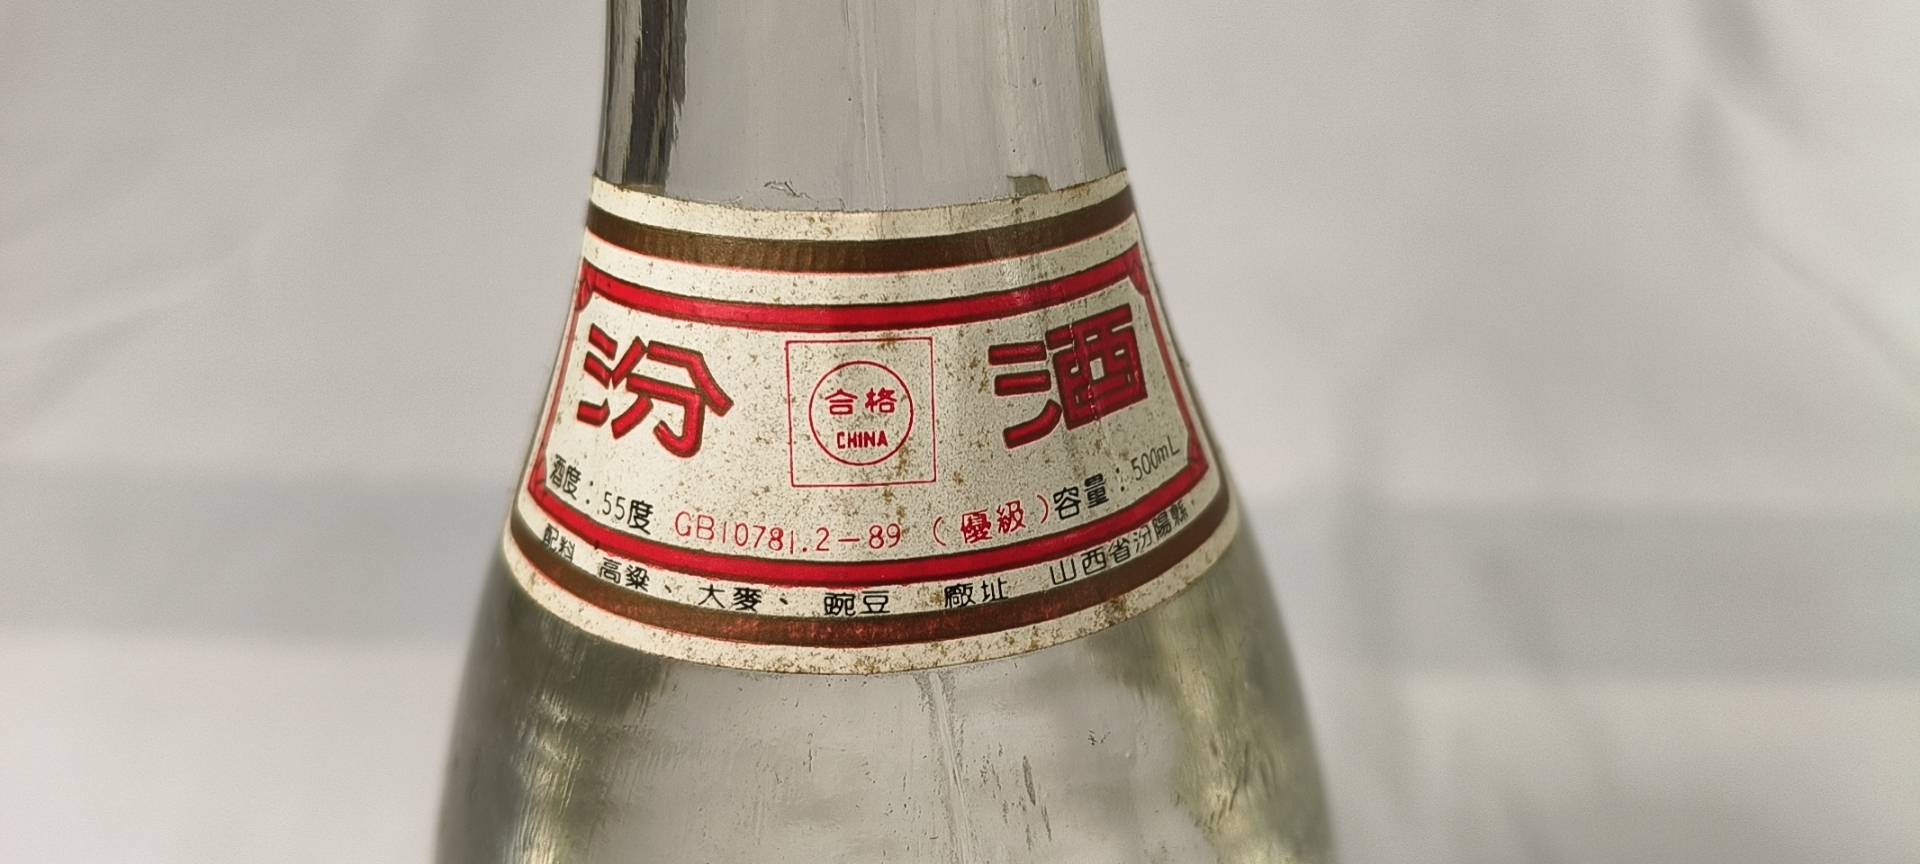 汾酒
合格
CHINA
酒度：55度 GB10781.2－89（優級）容量：500mL
配料 高粱、大麥、豌豆 廠址 山西省汾陽縣